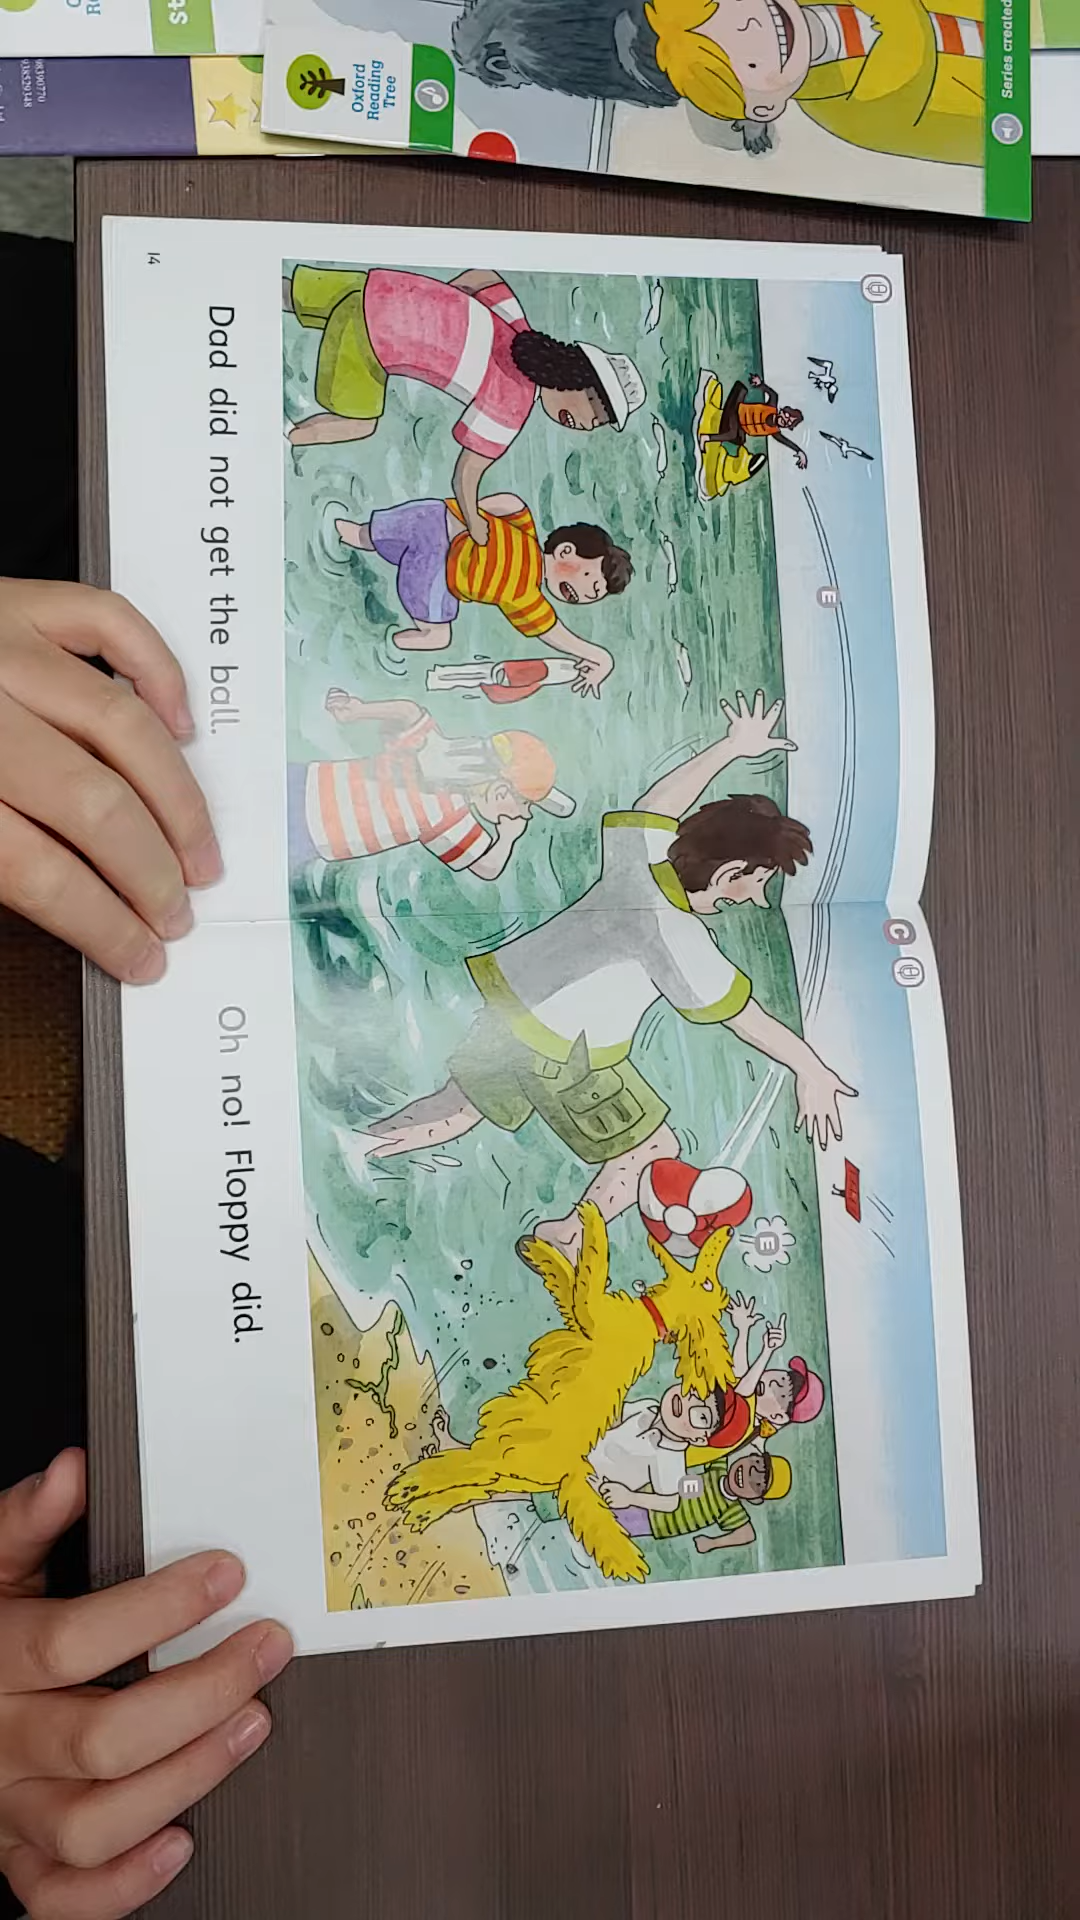 Oxford
Reading
Tree
Series created
14
Dad did not get the ball.
Oh no! Floppy did.
E
C
E
E